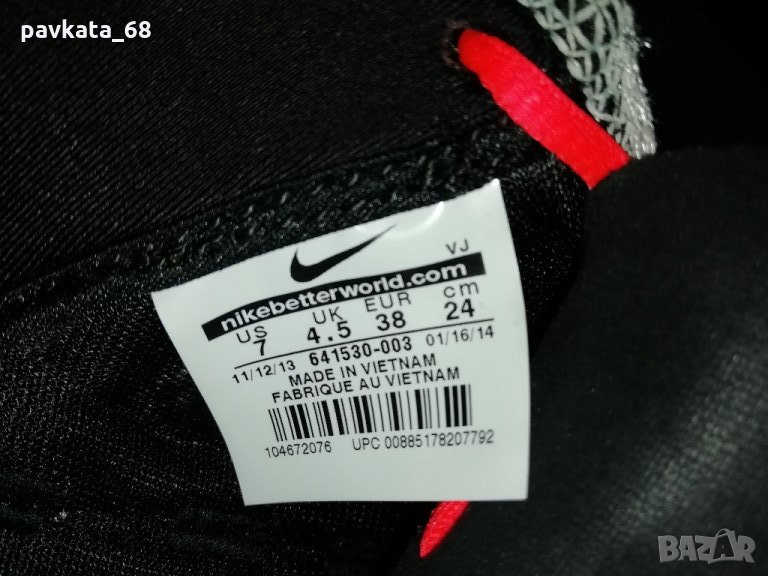 pavkata_68
VJ
nikebetterworld.com
US UK EUR cm
7 4.5 38 24
11/12/13 641530-003 01/16/14
MADE IN VIETNAM
FABRIQUE AU VIETNAM
104672076 UPC 00885178207792
BAZAR